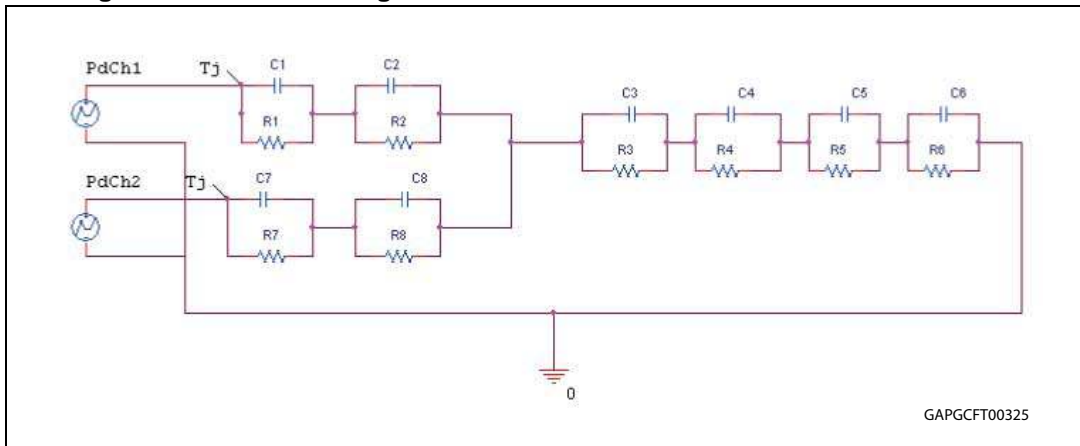 PdCh1
Tj
C1
C2
R1
R2
C3
C4
C5
C6
R3
R4
R5
R6
PdCh2
Tj
C7
C8
R7
R8
0
GAPGCFT00325